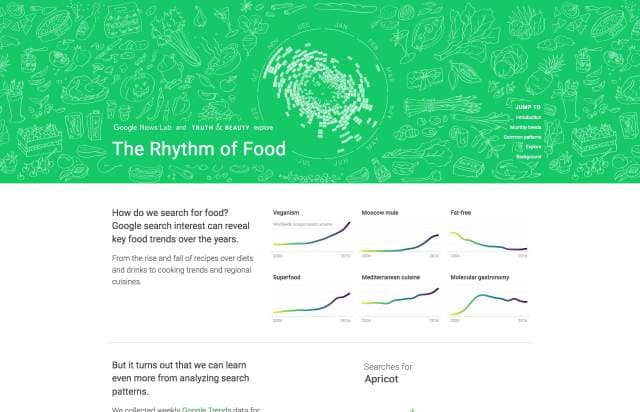 DEC
JAN
FEB
Google News Lab and TRUTH & BEAUTY explore
The Rhythm of Food
JUMP TO
Introduction
Monthly trends
Common patterns
Explore
Background
How do we search for food?
Google search interest can reveal
key food trends over the years.
From the rise and fall of recipes over diets
and drinks to cooking trends and regional
cuisines.
Veganism
Worldwide Google search volume
2004
2016
Moscow mule
2004
2016
Fat-free
2004
2016
Superfood
2004
2016
Mediterranean cuisine
2004
2016
Molecular gastronomy
2004
2016
But it turns out that we can learn
even more from analyzing search
patterns.
We collected weekly Google Trends data for
Searches for
Apricot